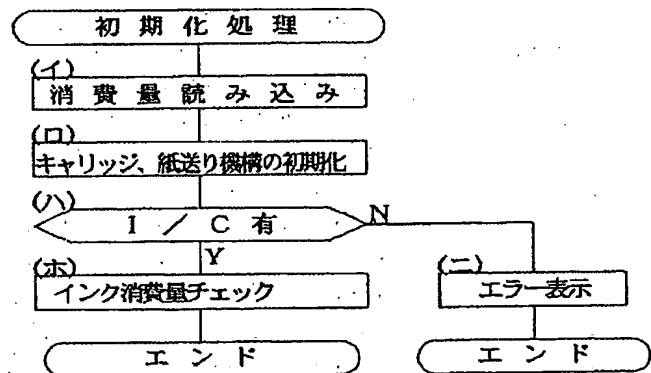 初期化処理
(イ)
消費量読み込み
(ロ)
キャリッジ、紙送り機構の初期化
(ハ)
I/C有
N
Y
(ホ)
インク消費量チェック
(ニ)
エラー表示
エンド
エンド